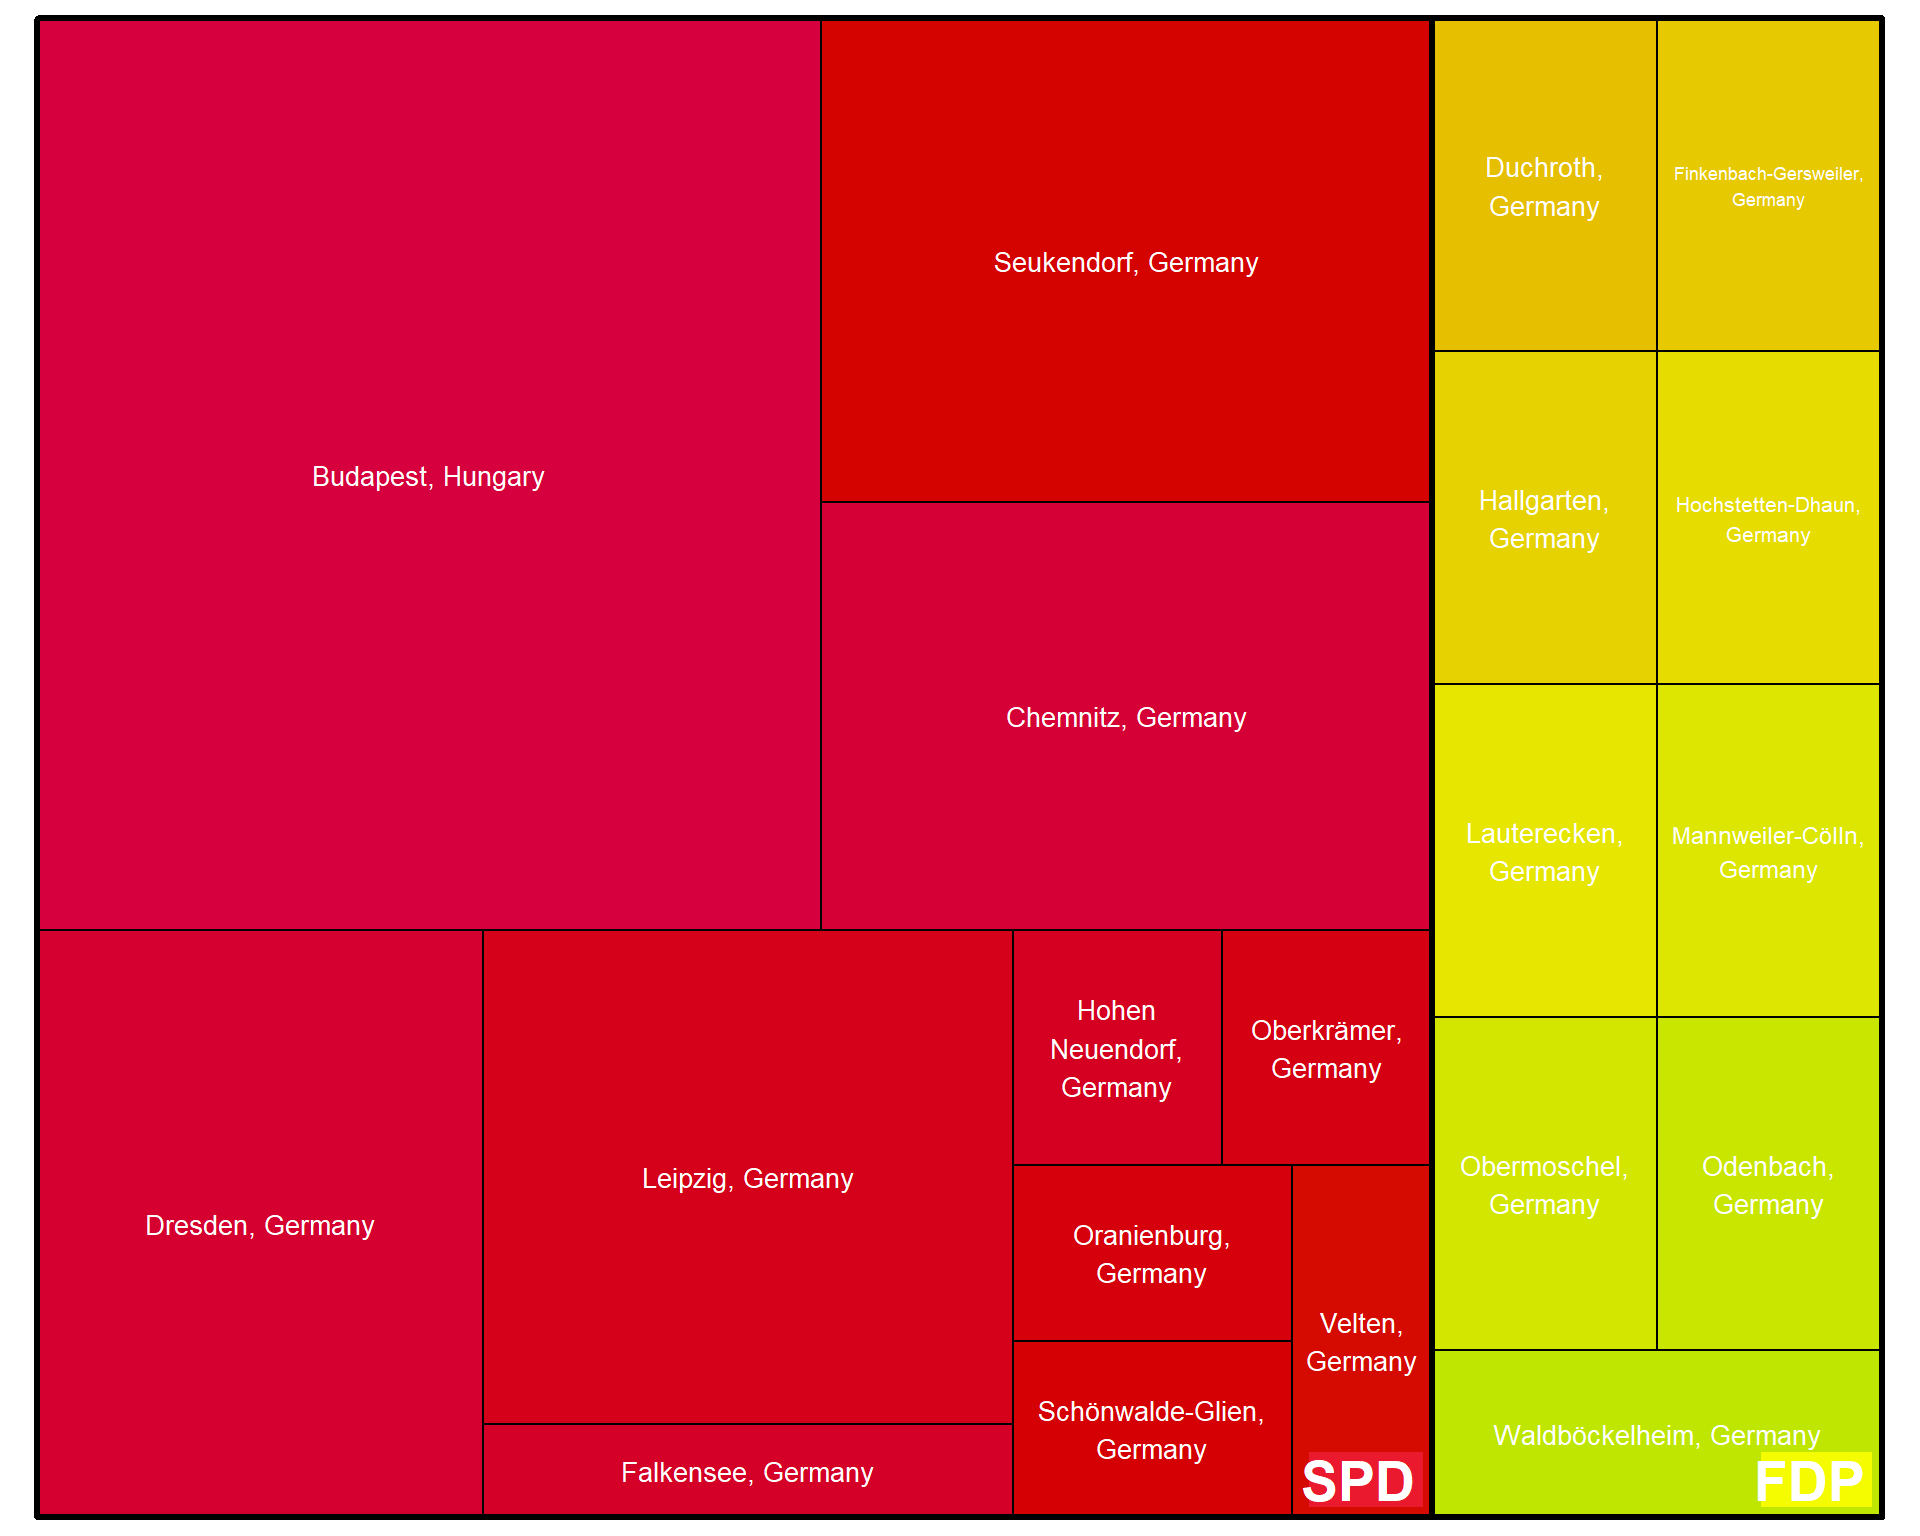 Budapest, Hungary
Seukendorf, Germany
Chemnitz, Germany
Dresden, Germany
Leipzig, Germany
Falkensee, Germany
Hohen
Neuendorf,
Germany
Oberkrämer,
Germany
Oranienburg,
Germany
Schönwalde-Glien,
Germany
Velten,
Germany
SPD
Duchroth,
Germany
Finkenbach-Gersweiler,
Germany
Hallgarten,
Germany
Hochstetten-Dhaun,
Germany
Lauterecken,
Germany
Mannweiler-Cölln,
Germany
Obermoschel,
Germany
Odenbach,
Germany
Waldböckelheim, Germany
FDP